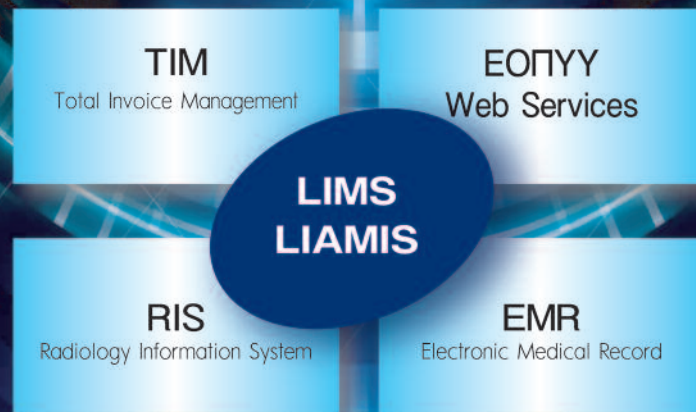 TIM
Total Invoice Management
ΕΟΠΥΥ
Web Services
LIMS
LIAMIS
RIS
Radiology Information System
EMR
Electronic Medical Record